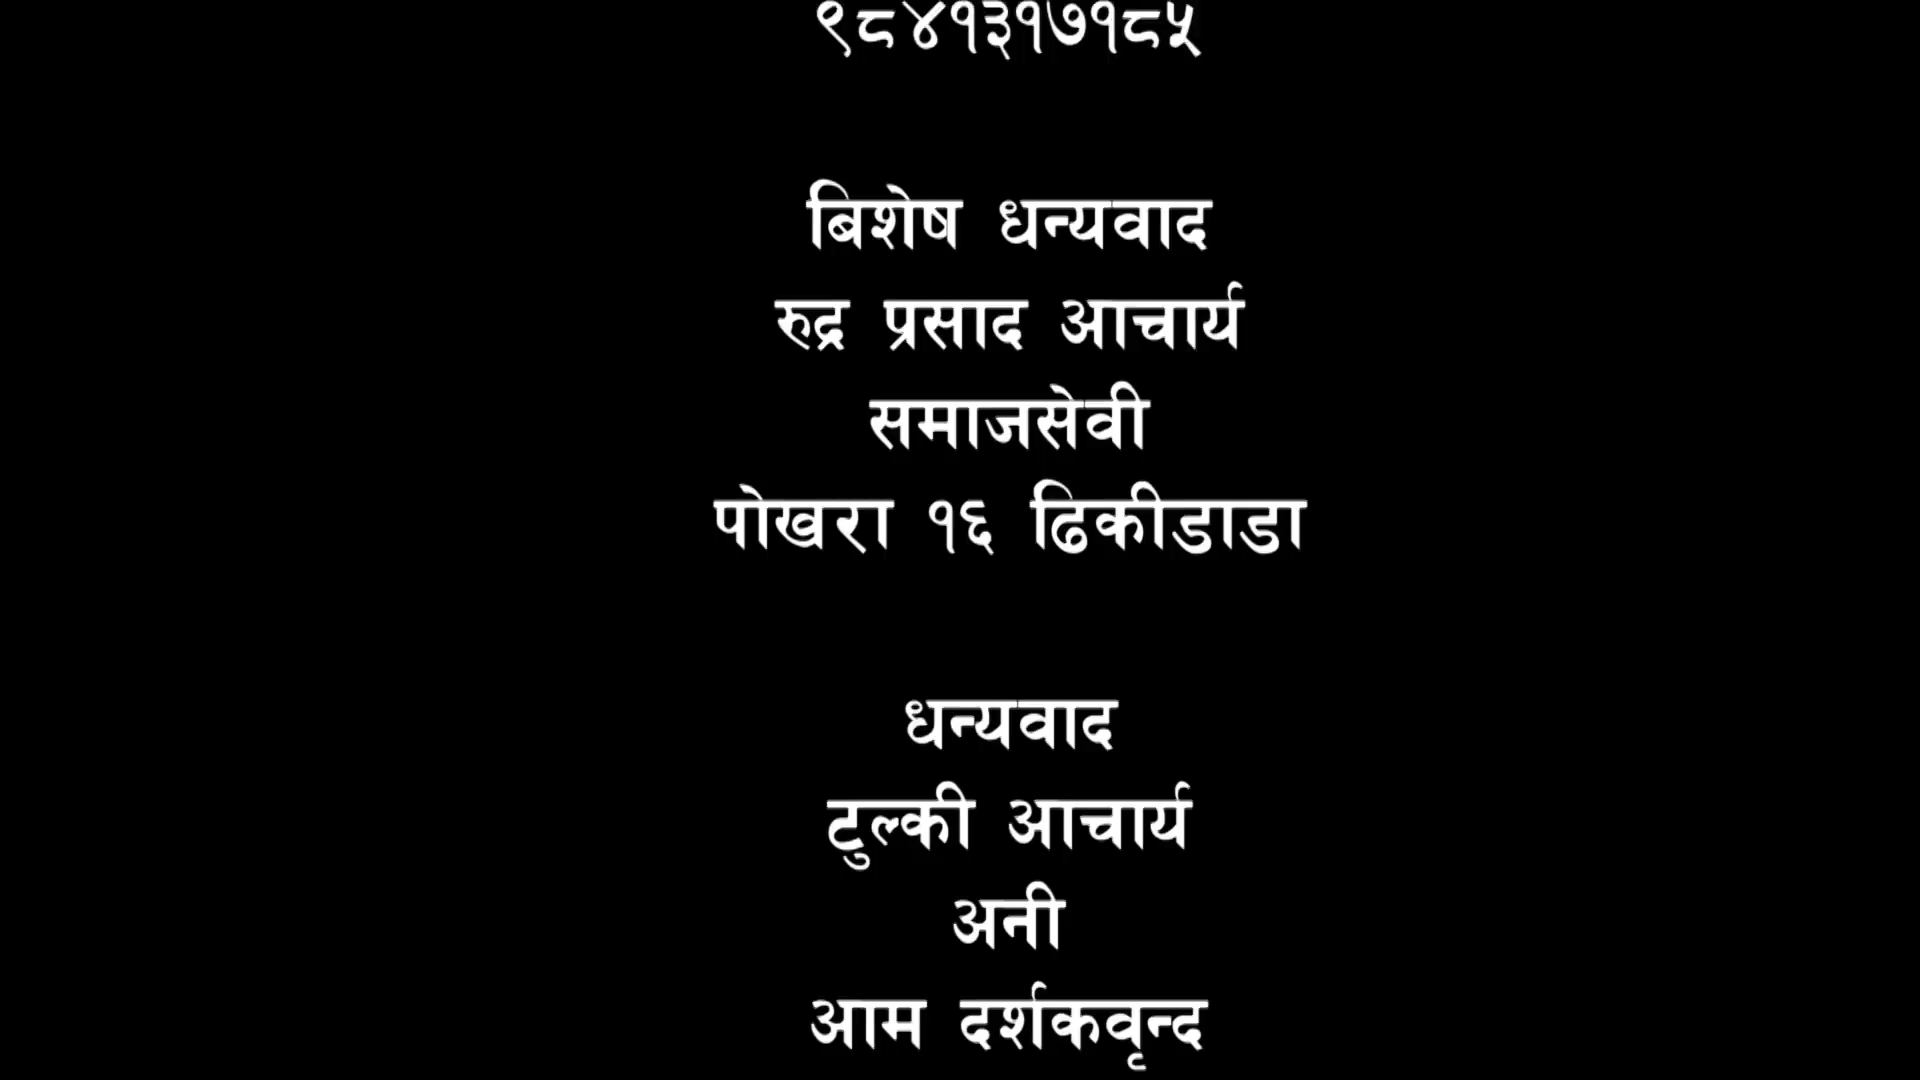 ९८४१३१७१८५
बिशेष धन्यवाद
रुद्र प्रसाद आचार्य
समाजसेवी
पोखरा १६ ढिकीडाडा
धन्यवाद
टुल्की आचार्य
अनी
आम दर्शकवृन्द